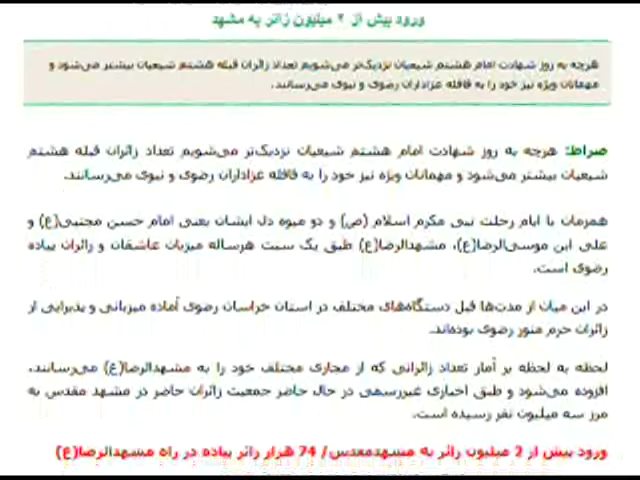 ورود بیش از ۲ میلیون زائر به مشهد
هرچه به روز شهادت امام هشتم شیعیان نزدیک‌تر می‌شویم تعداد زائران قبله هشتم شیعیان بیشتر می‌شود و
مهمانان ویژه نیز خود را به قافله عزاداران رضوی و نبوی می‌رسانند.
صراط: هرچه به روز شهادت امام هشتم شیعیان نزدیک‌تر می‌شویم تعداد زائران قبله هشتم
شیعیان بیشتر می‌شود و مهمانان ویژه نیز خود را به قافله عزاداران رضوی و نبوی می‌رسانند.
همزمان با ایام رحلت نبی مکرم اسلام (ص) و دو میوه دل ایشان یعنی امام حسن مجتبی(ع) و
علی ابن موسی‌الرضا(ع)، مشهدالرضا(ع) طبق یک سنت هرساله میزبان عاشقان و زائران پیاده
رضوی است.
در این میان از مدت‌ها قبل دستگاه‌های مختلف در استان خراسان رضوی آماده میزبانی و پذیرایی از
زائران حرم منور رضوی بوده‌اند.
لحظه به لحظه بر آمار تعداد زائرانی که از مجاری مختلف خود را به مشهدالرضا(ع) می‌رسانند،
افزوده می‌شود و طبق اخباری غیررسمی در حال حاضر جمعیت زائران حاضر در مشهد مقدس به
مرز سه میلیون نفر رسیده است.
ورود بیش از 2 میلیون زائر به مشهدمقدس/ 74 هزار زائر پیاده در راه مشهدالرضا(ع)